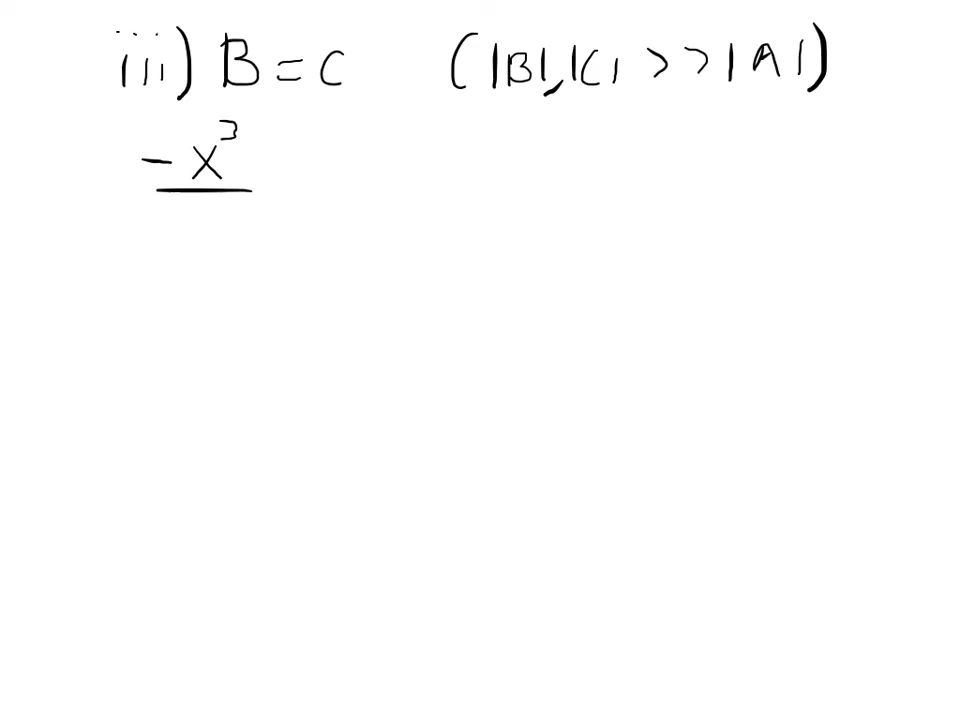 iii) B = C (|B|,|C| >> |A|)
- x³